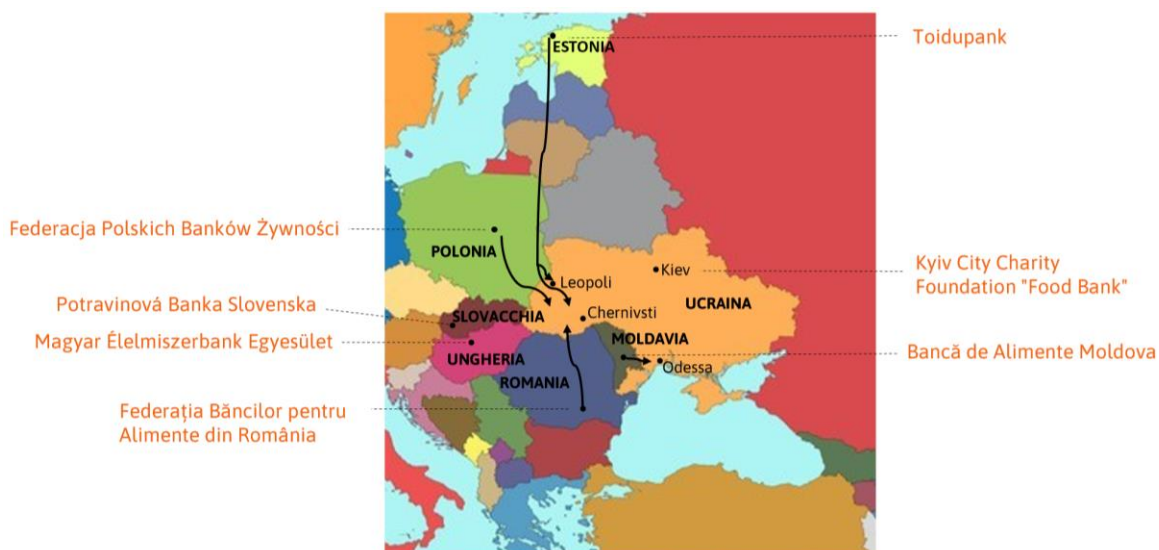 Toidupank
ESTONIA
Federacja Polskich Banków Żywności
POLONIA
Leopoli
Kiev
Kyiv City Charity
Foundation "Food Bank"
UCRAINA
Potravinová Banka Slovenska
SLOVACCHIA
Chernivsti
Magyar Élelmiszerbank Egyesület
UNGHERIA
MOLDAVIA
Bancă de Alimente Moldova
Odessa
ROMANIA
Federația Băncilor pentru
Alimente din România